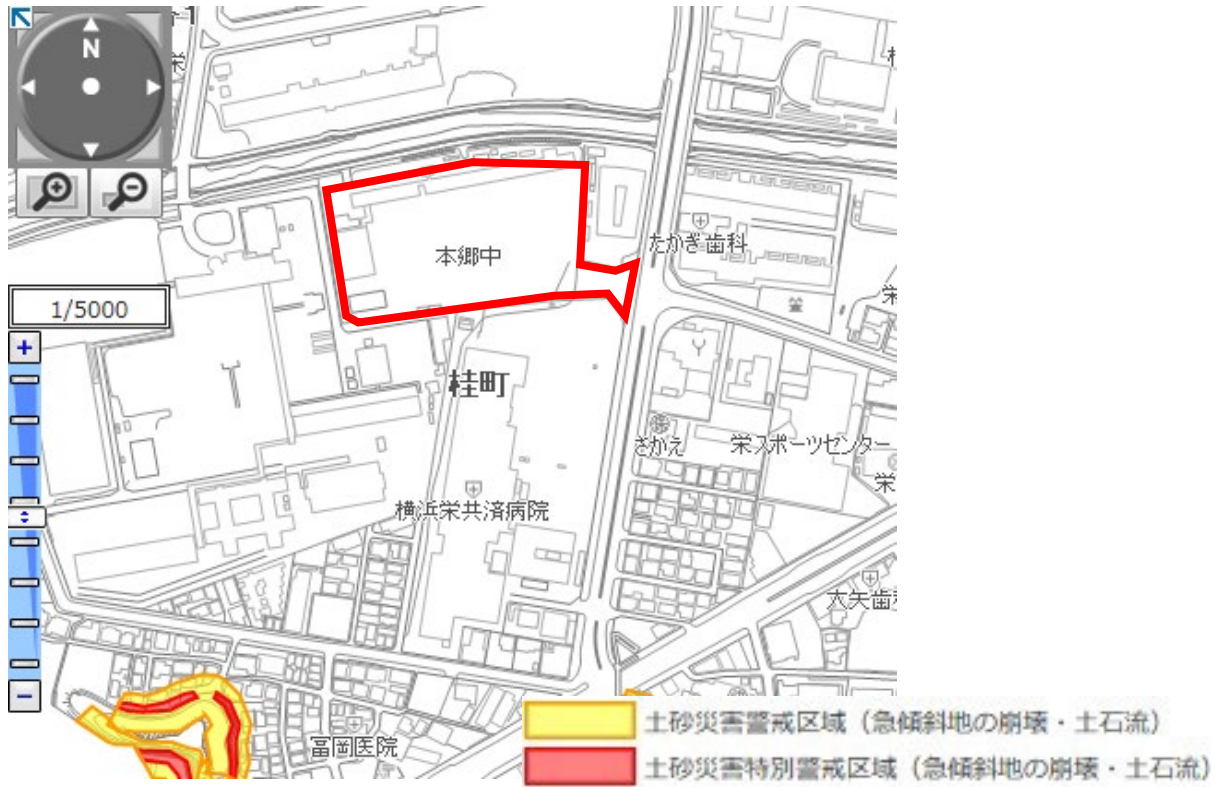 N
栄
本郷中
たかぎ歯科
1/5000
栄
桂町
さかえ
栄スポーツセンター
栄
横浜栄共済病院
大矢歯科
富岡医院
土砂災害警戒区域（急傾斜地の崩壊・土石流）
土砂災害特別警戒区域（急傾斜地の崩壊・土石流）